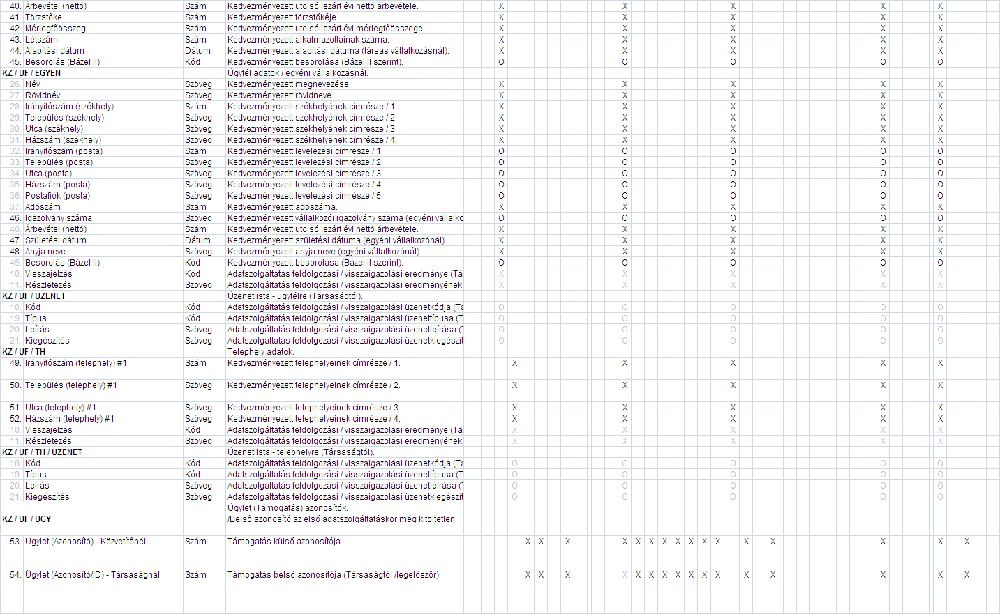 40. Árbevétel (nettó) Szám Kedvezményezett utolsó lezárt évi nettó árbevétele. X X X X X
41. Törzstőke Szám Kedvezményezett törzstőkéje. X X X X X
42. Mérlegfőösszeg Szám Kedvezményezett utolsó lezárt évi mérlegfőösszege. X X X X X
43. Létszám Szám Kedvezményezett alkalmazottainak száma. X X X X X
44. Alapítási dátum Dátum Kedvezményezett alapítási dátuma (társas vállalkozásnál). X X X X X
45. Besorolás (Bázel II) Kód Kedvezményezett besorolása (Bázel II szerint). O O O O O
KZ / UF / EGYEN Ügyfél adatok / egyéni vállalkozásnál.
26. Név Szöveg Kedvezményezett megnevezése. X X X X X
27. Rövidnév Szöveg Kedvezményezett rövidneve. X X X X X
28. Irányítószám (székhely) Szám Kedvezményezett székhelyének címrésze / 1. X X X X X
29. Település (székhely) Szöveg Kedvezményezett székhelyének címrésze / 2. X X X X X
30. Utca (székhely) Szöveg Kedvezményezett székhelyének címrésze / 3. X X X X X
31. Házszám (székhely) Szöveg Kedvezményezett székhelyének címrésze / 4. X X X X X
32. Irányítószám (posta) Szám Kedvezményezett levelezési címrésze / 1. O O O O O
33. Település (posta) Szöveg Kedvezményezett levelezési címrésze / 2. O O O O O
34. Utca (posta) Szöveg Kedvezményezett levelezési címrésze / 3. O O O O O
35. Házszám (posta) Szöveg Kedvezményezett levelezési címrésze / 4. O O O O O
36. Postafiók (posta) Szöveg Kedvezményezett levelezési címrésze / 5. O O O O O
37. Adószám Szám Kedvezményezett adószáma. X X X X X
46. Igazolvány száma Szöveg Kedvezményezett vállalkozói igazolvány száma (egyéni vállalko O O O O O
40. Árbevétel (nettó) Szám Kedvezményezett utolsó lezárt évi nettó árbevétele. X X X X X
47. Születési dátum Dátum Kedvezményezett születési dátuma (egyéni vállalkozónál). X X X X X
48. Anyja neve Szöveg Kedvezményezett anyja neve (egyéni vállalkozónál). X X X X X
45. Besorolás (Bázel II) Kód Kedvezményezett besorolása (Bázel II szerint). O O O O O
10. Visszajelzés Kód Adatszolgáltatás feldolgozási / visszaigazolási eredménye (Tá X X X X X
11. Részletezés Szöveg Adatszolgáltatás feldolgozási / visszaigazolási eredményének X X X X X
KZ / UF / UZENET Üzenetlista - ügyfélre (Társaságtól).
18. Kód Kód Adatszolgáltatás feldolgozási / visszaigazolási üzenetkódja (Tá O O O O O
19. Típus Kód Adatszolgáltatás feldolgozási / visszaigazolási üzenettípusa (T O O O O O
20. Leírás Szöveg Adatszolgáltatás feldolgozási / visszaigazolási üzenetleírása (T O O O O O
21. Kiegészítés Szöveg Adatszolgáltatás feldolgozási / visszaigazolási üzenetkiegészít O O O O O
KZ / UF / TH Telephely adatok.
49. Irányítószám (telephely) #1 Szám Kedvezményezett telephelyeinek címrésze / 1. X X X X X
50. Település (telephely) #1 Szöveg Kedvezményezett telephelyeinek címrésze / 2. X X X X X
51. Utca (telephely) #1 Szöveg Kedvezményezett telephelyeinek címrésze / 3. X X X X X
52. Házszám (telephely) #1 Szöveg Kedvezményezett telephelyeinek címrésze / 4. X X X X X
10. Visszajelzés Kód Adatszolgáltatás feldolgozási / visszaigazolási eredménye (Tá X X X X X
11. Részletezés Szöveg Adatszolgáltatás feldolgozási / visszaigazolási eredményének X X X X X
KZ / UF / TH / UZENET Üzenetlista - telephelyre (Társaságtól).
18. Kód Kód Adatszolgáltatás feldolgozási / visszaigazolási üzenetkódja (Tá O O O O O
19. Típus Kód Adatszolgáltatás feldolgozási / visszaigazolási üzenettípusa (T O O O O O
20. Leírás Szöveg Adatszolgáltatás feldolgozási / visszaigazolási üzenetleírása (T O O O O O
21. Kiegészítés Szöveg Adatszolgáltatás feldolgozási / visszaigazolási üzenetkiegészít O O O O O
Ügylet (Támogatás) azonosítók.
KZ / UF / UGY /Belső azonosító az első adatszolgáltatáskor még kitöltetlen.
53. Ügylet (Azonosító) - Közvetítőnél Szám Támogatás külső azonosítója. X X X X X X X X X X X X X X X X
54. Ügylet (Azonosító/ID) - Társaságnál Szám Támogatás belső azonosítója (Társaságtól /legelőször). X X X X X X X X X X X X X X X X